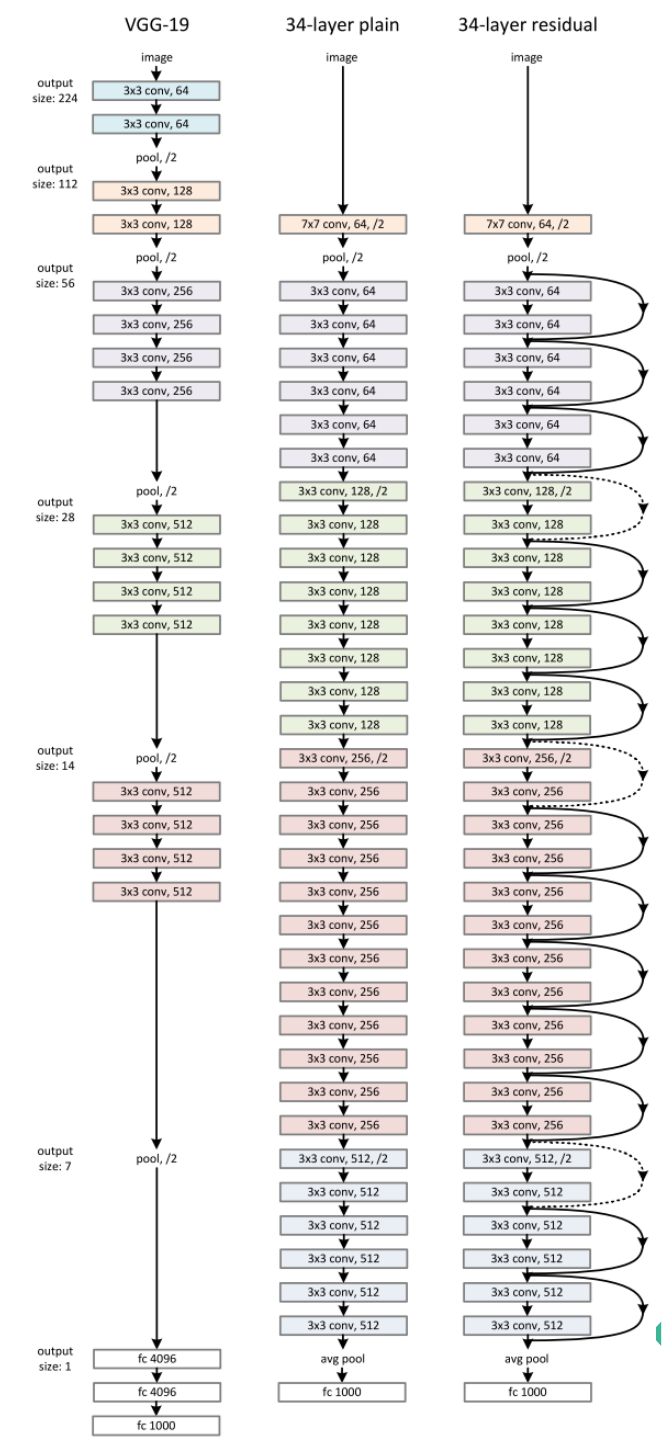 output
size: 224
output
size: 112
output
size: 56
output
size: 28
output
size: 14
output
size: 7
output
size: 1
VGG-19
image
3x3 conv, 64
3x3 conv, 64
pool, /2
3x3 conv, 128
3x3 conv, 128
pool, /2
3x3 conv, 256
3x3 conv, 256
3x3 conv, 256
3x3 conv, 256
pool, /2
3x3 conv, 512
3x3 conv, 512
3x3 conv, 512
3x3 conv, 512
pool, /2
3x3 conv, 512
3x3 conv, 512
3x3 conv, 512
3x3 conv, 512
pool, /2
fc 4096
fc 4096
fc 1000
34-layer plain
image
7x7 conv, 64, /2
pool, /2
3x3 conv, 64
3x3 conv, 64
3x3 conv, 64
3x3 conv, 64
3x3 conv, 64
3x3 conv, 64
3x3 conv, 128, /2
3x3 conv, 128
3x3 conv, 128
3x3 conv, 128
3x3 conv, 128
3x3 conv, 128
3x3 conv, 128
3x3 conv, 128
3x3 conv, 256, /2
3x3 conv, 256
3x3 conv, 256
3x3 conv, 256
3x3 conv, 256
3x3 conv, 256
3x3 conv, 256
3x3 conv, 256
3x3 conv, 256
3x3 conv, 256
3x3 conv, 256
3x3 conv, 256
3x3 conv, 512, /2
3x3 conv, 512
3x3 conv, 512
3x3 conv, 512
3x3 conv, 512
3x3 conv, 512
avg pool
fc 1000
34-layer residual
image
7x7 conv, 64, /2
pool, /2
3x3 conv, 64
3x3 conv, 64
3x3 conv, 64
3x3 conv, 64
3x3 conv, 64
3x3 conv, 64
3x3 conv, 128, /2
3x3 conv, 128
3x3 conv, 128
3x3 conv, 128
3x3 conv, 128
3x3 conv, 128
3x3 conv, 128
3x3 conv, 128
3x3 conv, 256, /2
3x3 conv, 256
3x3 conv, 256
3x3 conv, 256
3x3 conv, 256
3x3 conv, 256
3x3 conv, 256
3x3 conv, 256
3x3 conv, 256
3x3 conv, 256
3x3 conv, 256
3x3 conv, 256
3x3 conv, 512, /2
3x3 conv, 512
3x3 conv, 512
3x3 conv, 512
3x3 conv, 512
3x3 conv, 512
avg pool
fc 1000